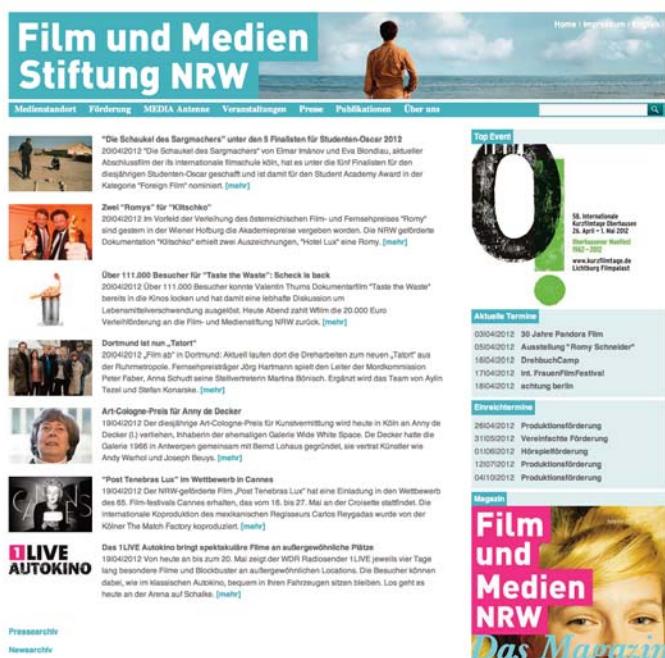 Film und Medien
Stiftung NRW
Home | Impressum | English
Medienstandort Förderung MEDIA Antenne Veranstaltungen Presse Publikationen Über uns
"Die Schaukel des Sargmachers" unter den 5 Finalisten für Studenten-Oscar 2012
20/04/2012 "Die Schaukel des Sargmachers" von Elmar Imanov und Eva Blondiau, aktueller
Abschlussfilm der ifs internationale filmschule köln, hat es unter die fünf Finalisten für den
diesjährigen Studenten-Oscar geschafft und ist damit für den Student Academy Award in der
Kategorie "Foreign Film" nominiert. [mehr]
Zwei "Romys" für "Klitschko"
20/04/2012 Im Vorfeld der Verleihung des österreichischen Film- und Fernsehpreises "Romy"
sind gestern in der Wiener Hofburg die Akademiepreise vergeben worden. Die NRW geförderte
Dokumentation "Klitschko" erhielt zwei Auszeichnungen, "Hotel Lux" eine Romy. [mehr]
Über 111.000 Besucher für "Taste the Waste": Scheck is back
20/04/2012 Über 111.000 Besucher konnte Valentin Thurns Dokumentarfilm "Taste the Waste"
bereits in die Kinos locken und hat damit eine lebhafte Diskussion um
Lebensmittelverschwendung ausgelöst. Heute Abend zahlt Wfilm die 20.000 Euro
Verleihförderung an die Film- und Medienstiftung NRW zurück. [mehr]
Dortmund ist nun „Tatort"
20/04/2012 „Film ab" in Dortmund: Aktuell laufen dort die Dreharbeiten zum neuen „Tatort" aus
der Ruhrmetropole. Fernsehpreisträger Jörg Hartmann spielt den Leiter der Mordkommission
Peter Faber, Anna Schudt seine Stellvertreterin Martina Bönisch. Ergänzt wird das Team von Aylin
Tezel und Stefan Konarske. [mehr]
Art-Cologne-Preis für Anny de Decker
19/04/2012 Der diesjährige Art-Cologne-Preis für Kunstvermittlung wird heute in Köln an Anny de
Decker (l.) verliehen, Inhaberin der ehemaligen Galerie Wide White Space. De Decker hatte die
Galerie 1966 in Antwerpen gemeinsam mit Bernd Lohaus gegründet, sie vertrat Künstler wie
Andy Warhol und Joseph Beuys. [mehr]
CANNES
"Post Tenebras Lux" im Wettbewerb in Cannes
19/04/2012 Der NRW-geförderte Film „Post Tenebras Lux" hat eine Einladung in den Wettbewerb
des 65. Film-festivals Cannes erhalten, das vom 16. bis 27. Mai an der Croisette stattfindet. Die
internationale Koproduktion des mexikanischen Regisseurs Carlos Reygadas wurde von der
Kölner The Match Factory koproduziert. [mehr]
1LIVE
AUTOKINO
Das 1LIVE Autokino bringt spektakuläre Filme an außergewöhnliche Plätze
19/04/2012 Von heute an bis zum 20. Mai zeigt der WDR Radiosender 1LIVE jeweils vier Tage
lang besondere Filme und Blockbuster an außergewöhnlichen Locations. Die Besucher können
dabei, wie im klassischen Autokino, bequem in ihren Fahrzeugen sitzen bleiben. Los geht es
heute an der Arena auf Schalke. [mehr]
Pressearchiv
Newsarchiv
Top Event
0!
58. Internationale
Kurzfilmtage Oberhausen
26. April – 1. Mai 2012
Oberhausener Manifest
1962–2012
www.kurzfilmtage.de
Lichtburg Filmpalast
Aktuelle Termine
03/04/2012 30 Jahre Pandora Film
05/04/2012 Ausstellung "Romy Schneider"
16/04/2012 DrehbuchCamp
17/04/2012 Int. FrauenFilmFestival
18/04/2012 achtung berlin
Einreichtermine
26/04/2012 Produktionsförderung
31/05/2012 Vereinfachte Förderung
01/06/2012 Hörspielförderung
12/07/2012 Produktionsförderung
04/10/2012 Produktionsförderung
Magazin
Film
und
Medien
NRW
Das Magazin